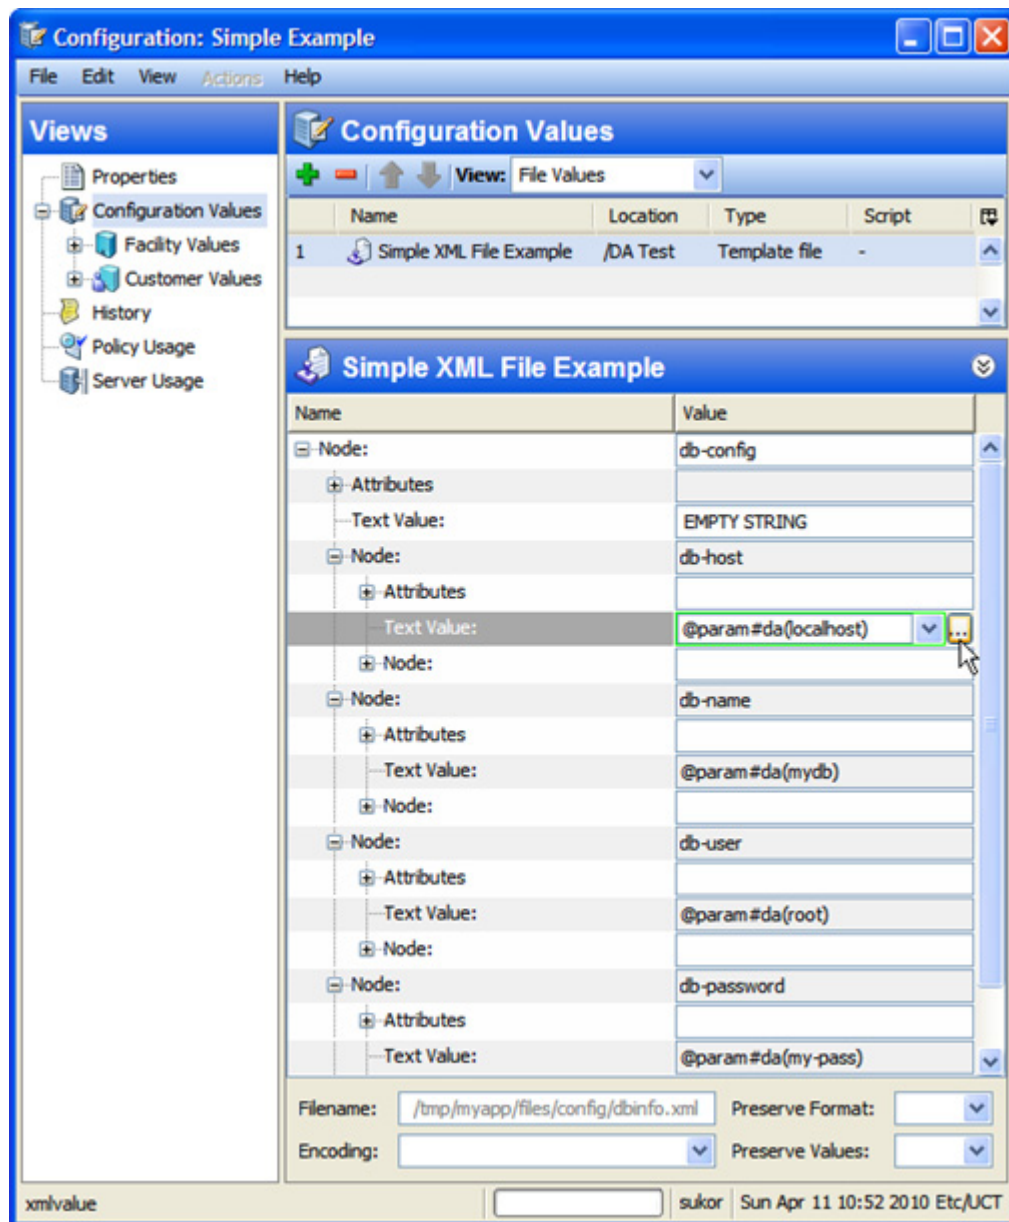 Configuration: Simple Example
File Edit View Actions Help
Views
Properties
Configuration Values
Facility Values
Customer Values
History
Policy Usage
Server Usage
Configuration Values
View: File Values
Name Location Type Script
1 Simple XML File Example /DA Test Template file -
Simple XML File Example
Name Value
Node: db-config
Attributes
Text Value: EMPTY STRING
Node: db-host
Attributes
Text Value: @param#da(localhost) ...
Node:
Node: db-name
Attributes
Text Value: @param#da(mydb)
Node:
Node: db-user
Attributes
Text Value: @param#da(root)
Node:
Node: db-password
Attributes
Text Value: @param#da(my-pass)
Filename: /tmp/myapp/files/config/dbinfo.xml Preserve Format:
Encoding: Preserve Values:
xmlvalue sukor Sun Apr 11 10:52 2010 Etc/UCT